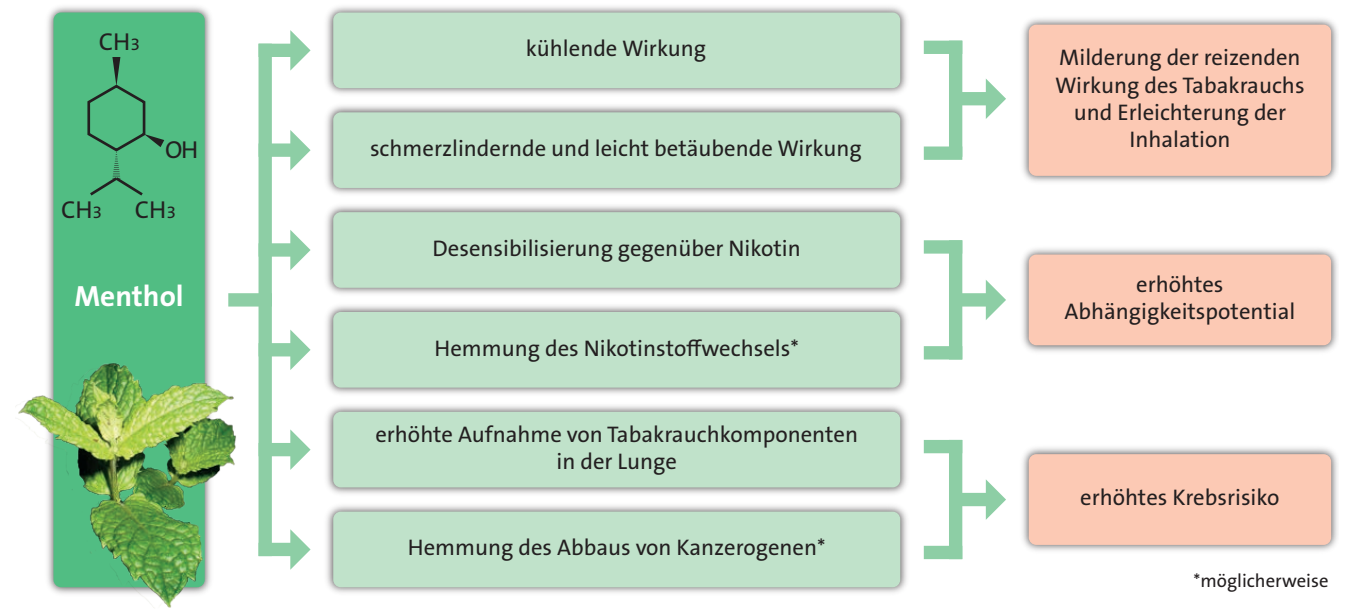 CH3
OH
CH3
CH3
Menthol
kühlende Wirkung
schmerzlindernde und leicht betäubende Wirkung
Desensibilisierung gegenüber Nikotin
Hemmung des Nikotinstoffwechsels*
erhöhte Aufnahme von Tabakrauchkomponenten
in der Lunge
Hemmung des Abbaus von Kanzerogenen*
Milderung der reizenden
Wirkung des Tabakrauchs
und Erleichterung der
Inhalation
erhöhtes
Abhängigkeitspotential
erhöhtes Krebsrisiko
*möglicherweise